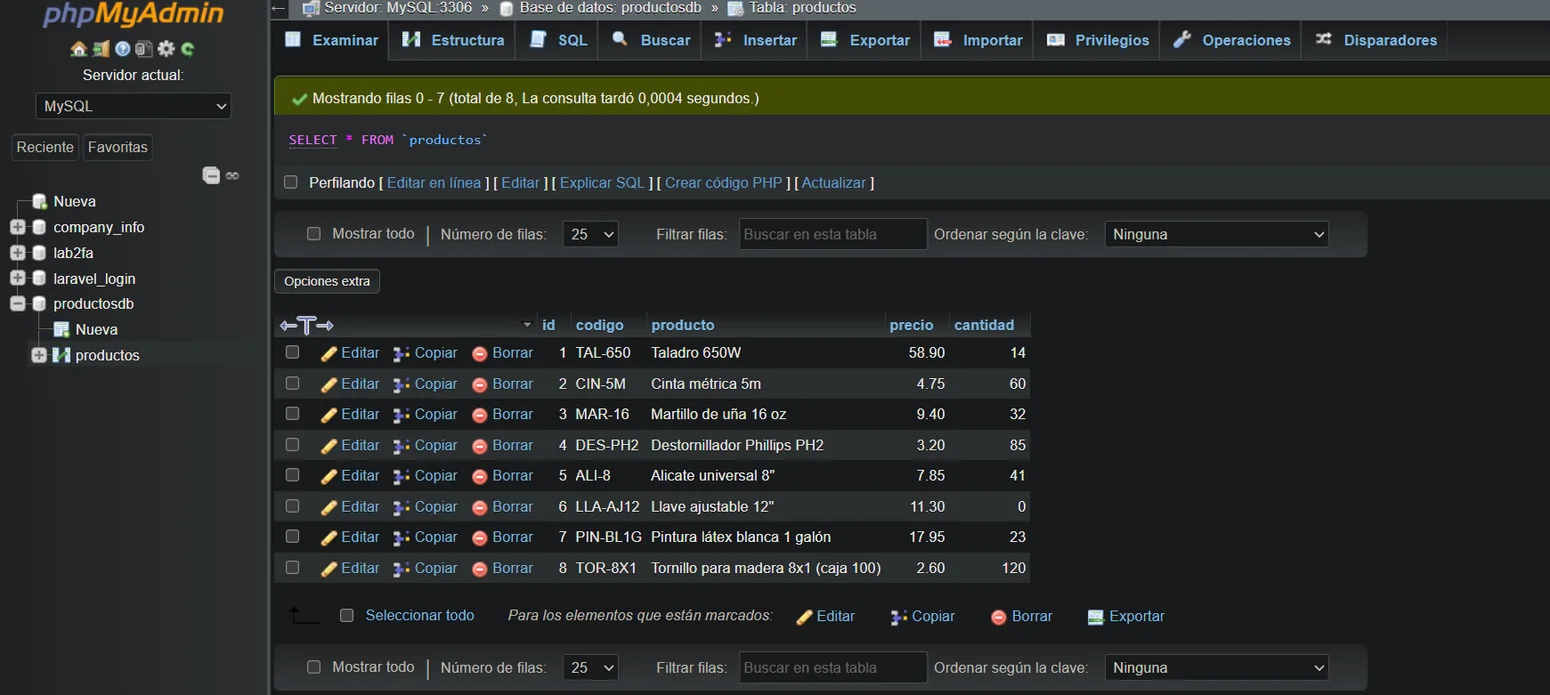 phpMyAdmin
Servidor actual:
MySQL
Reciente Favoritas
Nueva
company_info
lab2fa
laravel_login
productosdb
Nueva
productos
← Servidor: MySQL:3306 » Base de datos: productosdb » Tabla: productos
Examinar Estructura SQL Buscar Insertar Exportar Importar Privilegios Operaciones Disparadores
Mostrando filas 0 - 7 (total de 8, La consulta tardó 0,0004 segundos.)
SELECT * FROM `productos`
Perfilando [ Editar en línea ] [ Editar ] [ Explicar SQL ] [ Crear código PHP ] [ Actualizar ]
Mostrar todo | Número de filas: 25 Filtrar filas: Buscar en esta tabla Ordenar según la clave: Ninguna
Opciones extra
←T→ id codigo producto precio cantidad
Editar Copiar Borrar 1 TAL-650 Taladro 650W 58.90 14
Editar Copiar Borrar 2 CIN-5M Cinta métrica 5m 4.75 60
Editar Copiar Borrar 3 MAR-16 Martillo de uña 16 oz 9.40 32
Editar Copiar Borrar 4 DES-PH2 Destornillador Phillips PH2 3.20 85
Editar Copiar Borrar 5 ALI-8 Alicate universal 8" 7.85 41
Editar Copiar Borrar 6 LLA-AJ12 Llave ajustable 12" 11.30 0
Editar Copiar Borrar 7 PIN-BL1G Pintura látex blanca 1 galón 17.95 23
Editar Copiar Borrar 8 TOR-8X1 Tornillo para madera 8x1 (caja 100) 2.60 120
Seleccionar todo Para los elementos que están marcados: Editar Copiar Borrar Exportar
Mostrar todo | Número de filas: 25 Filtrar filas: Buscar en esta tabla Ordenar según la clave: Ninguna